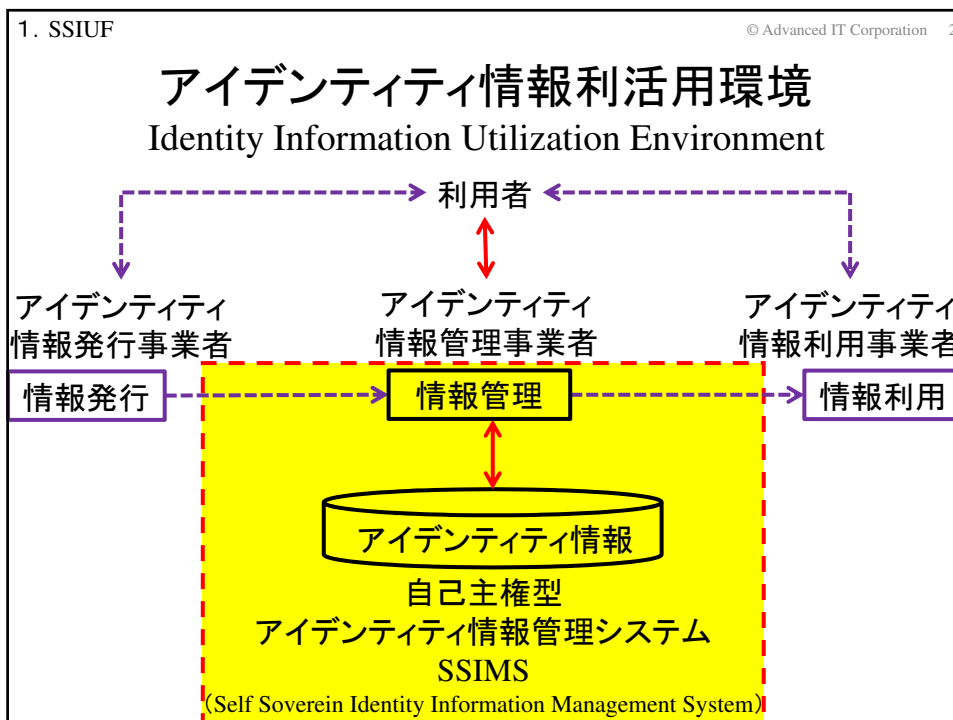 1．SSIUF
© Advanced IT Corporation 2
アイデンティティ情報利活用環境
Identity Information Utilization Environment
利用者
アイデンティティ
情報発行事業者
アイデンティティ
情報管理事業者
アイデンティティ
情報利用事業者
情報発行
情報管理
情報利用
アイデンティティ情報
自己主権型
アイデンティティ情報管理システム
SSIMS
(Self Soverein Identity Information Management System)